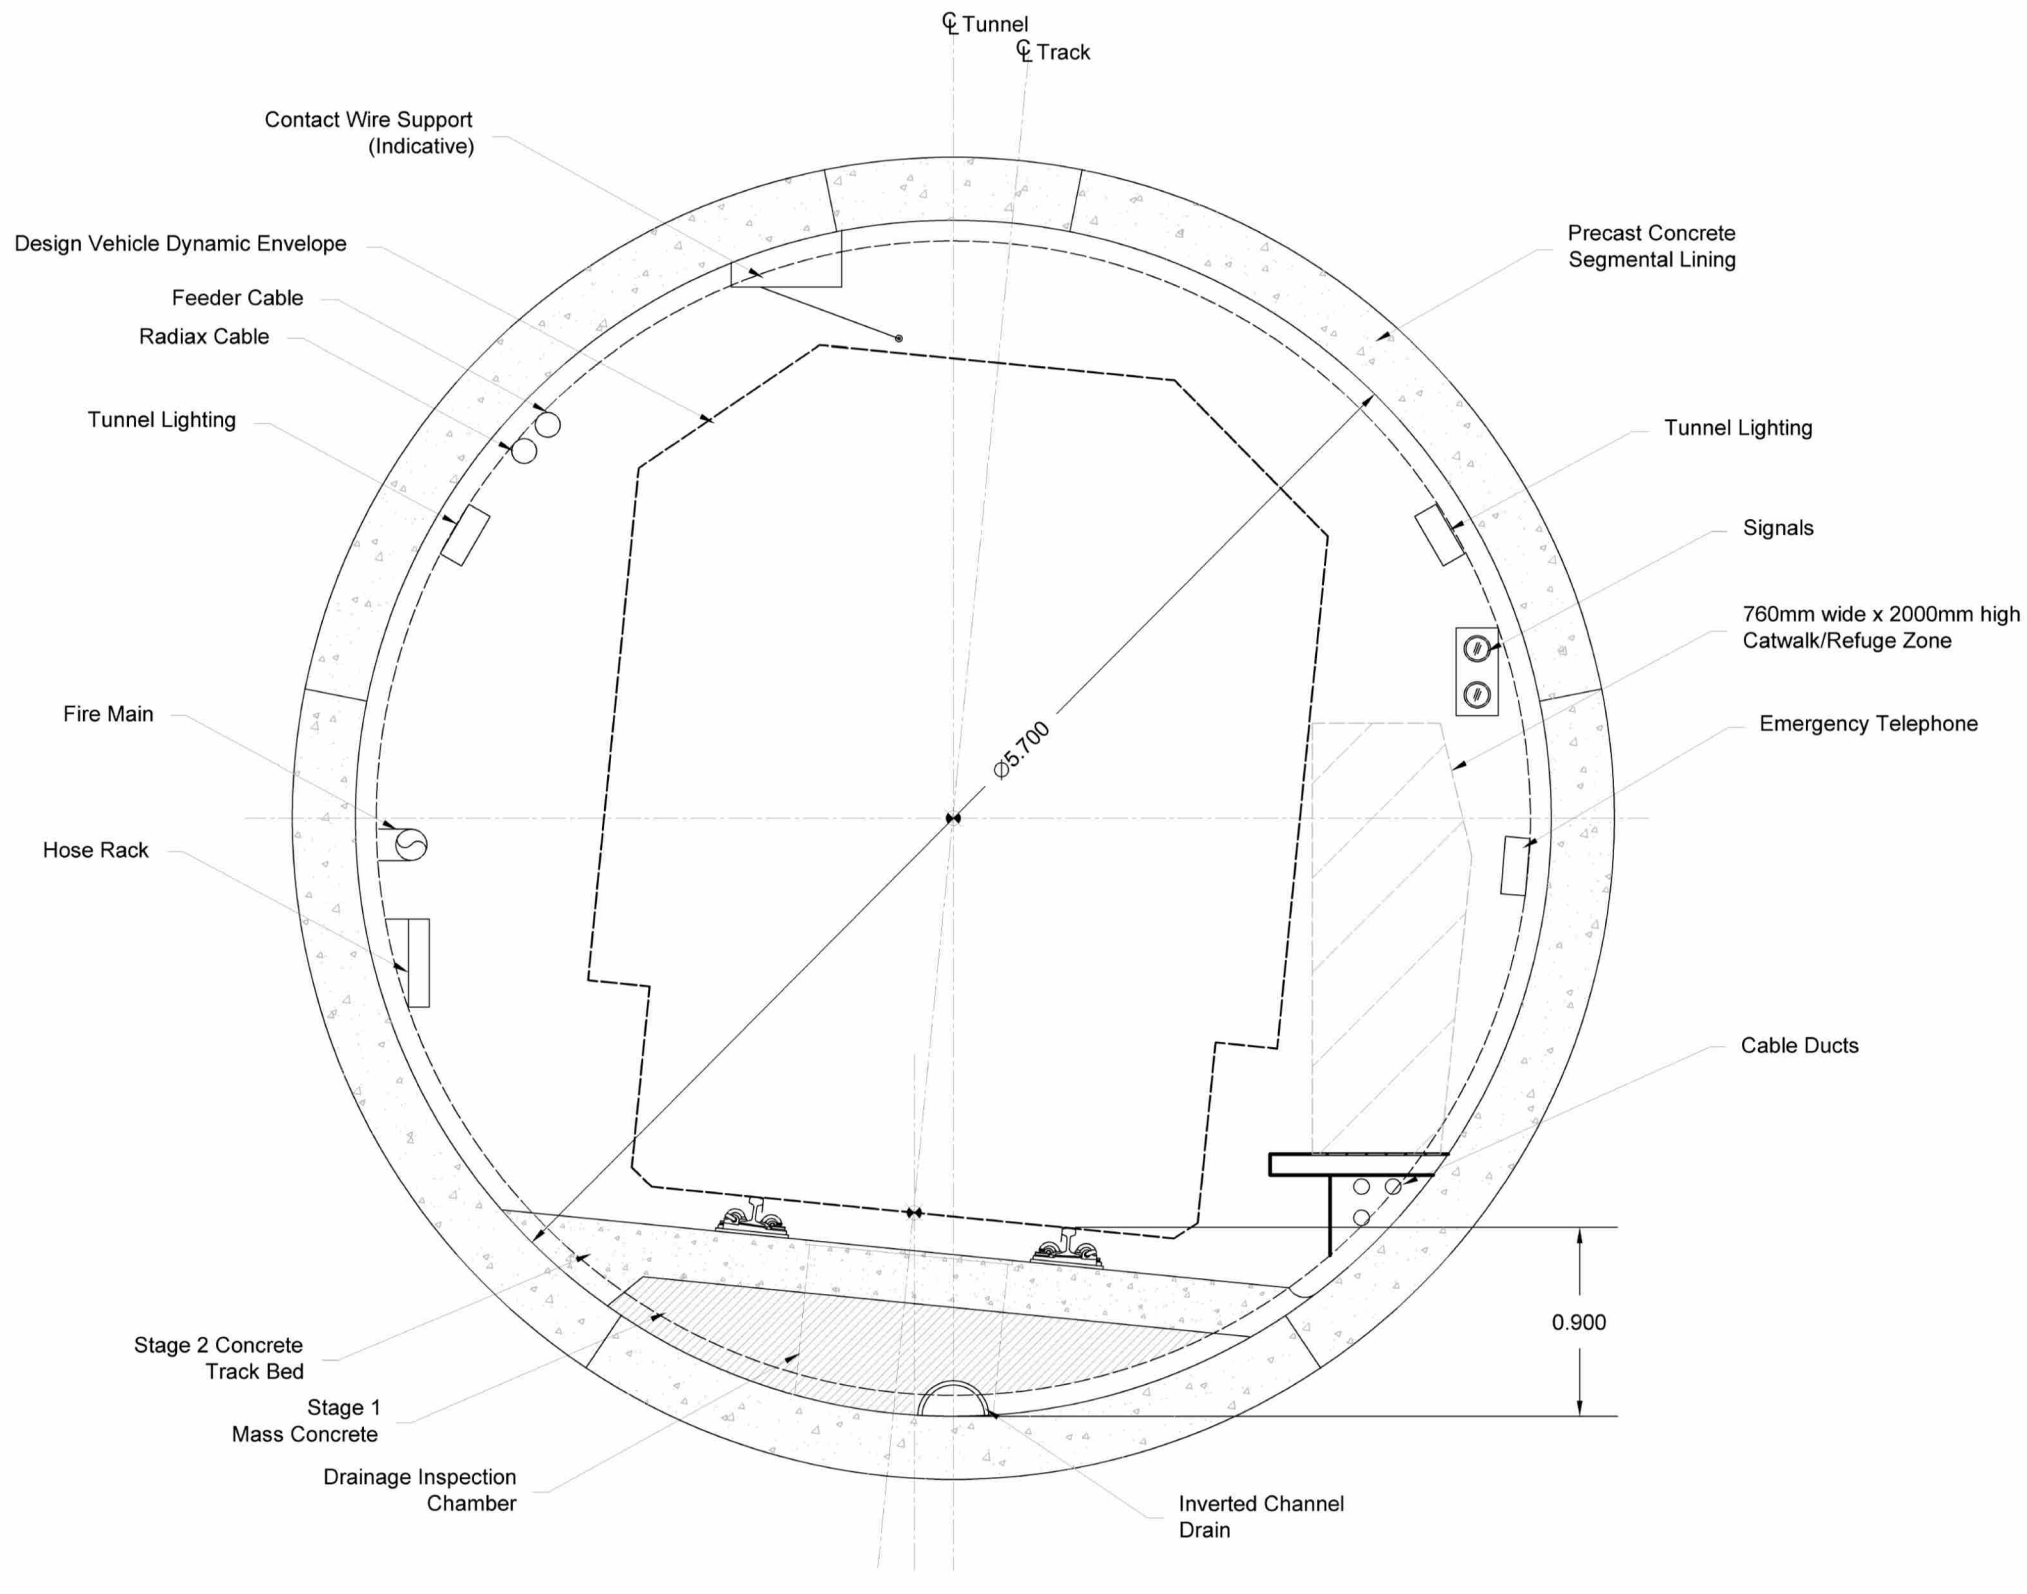 ℄ Tunnel
℄ Track
Contact Wire Support
(Indicative)
Design Vehicle Dynamic Envelope
Feeder Cable
Radiax Cable
Tunnel Lighting
Fire Main
Hose Rack
Stage 2 Concrete
Track Bed
Stage 1
Mass Concrete
Drainage Inspection
Chamber
Ø5.700
Precast Concrete
Segmental Lining
Tunnel Lighting
Signals
760mm wide x 2000mm high
Catwalk/Refuge Zone
Emergency Telephone
Cable Ducts
0.900
Inverted Channel
Drain